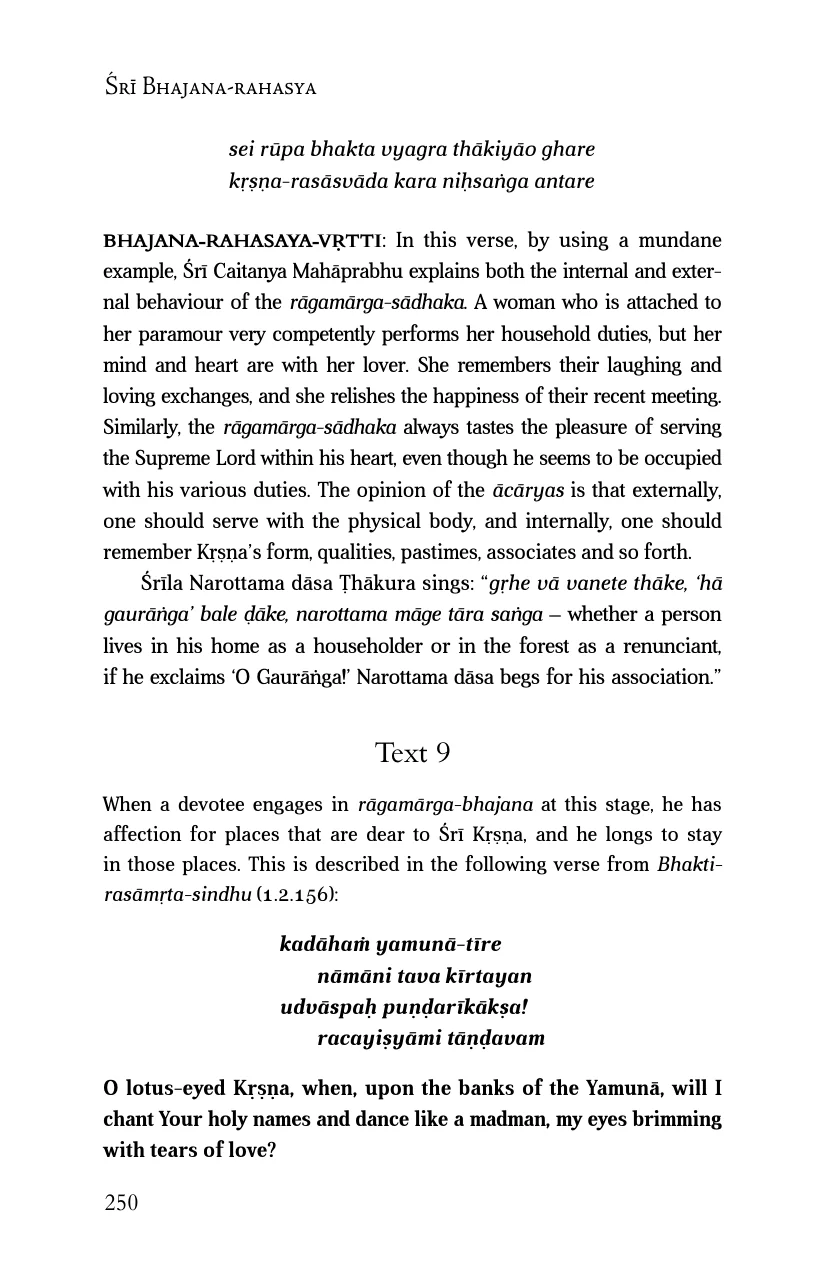 Śrī Bhajana-rahasya
sei rūpa bhakta vyagra thākiyāo ghare
kṛṣṇa-rasāsvāda kara niḥsaṅga antare
BHAJANA-RAHASAYA-VṚTTI: In this verse, by using a mundane
example, Śrī Caitanya Mahāprabhu explains both the internal and exter-
nal behaviour of the rāgamārga-sādhaka. A woman who is attached to
her paramour very competently performs her household duties, but her
mind and heart are with her lover. She remembers their laughing and
loving exchanges, and she relishes the happiness of their recent meeting.
Similarly, the rāgamārga-sādhaka always tastes the pleasure of serving
the Supreme Lord within his heart, even though he seems to be occupied
with his various duties. The opinion of the ācāryas is that externally,
one should serve with the physical body, and internally, one should
remember Kṛṣṇa’s form, qualities, pastimes, associates and so forth.
Śrīla Narottama dāsa Ṭhākura sings: “gṛhe vā vanete thāke, ‘hā
gaurāṅga’ bale ḍāke, narottama māge tāra saṅga – whether a person
lives in his home as a householder or in the forest as a renunciant,
if he exclaims ‘O Gaurāṅga!’ Narottama dāsa begs for his association.”
Text 9
When a devotee engages in rāgamārga-bhajana at this stage, he has
affection for places that are dear to Śrī Kṛṣṇa, and he longs to stay
in those places. This is described in the following verse from Bhakti-
rasāmṛta-sindhu (1.2.156):
kadāhaṁ yamunā-tīre
nāmāni tava kīrtayan
udvāspaḥ puṇḍarīkākṣa!
racayiṣyāmi tāṇḍavam
O lotus-eyed Kṛṣṇa, when, upon the banks of the Yamunā, will I
chant Your holy names and dance like a madman, my eyes brimming
with tears of love?
250